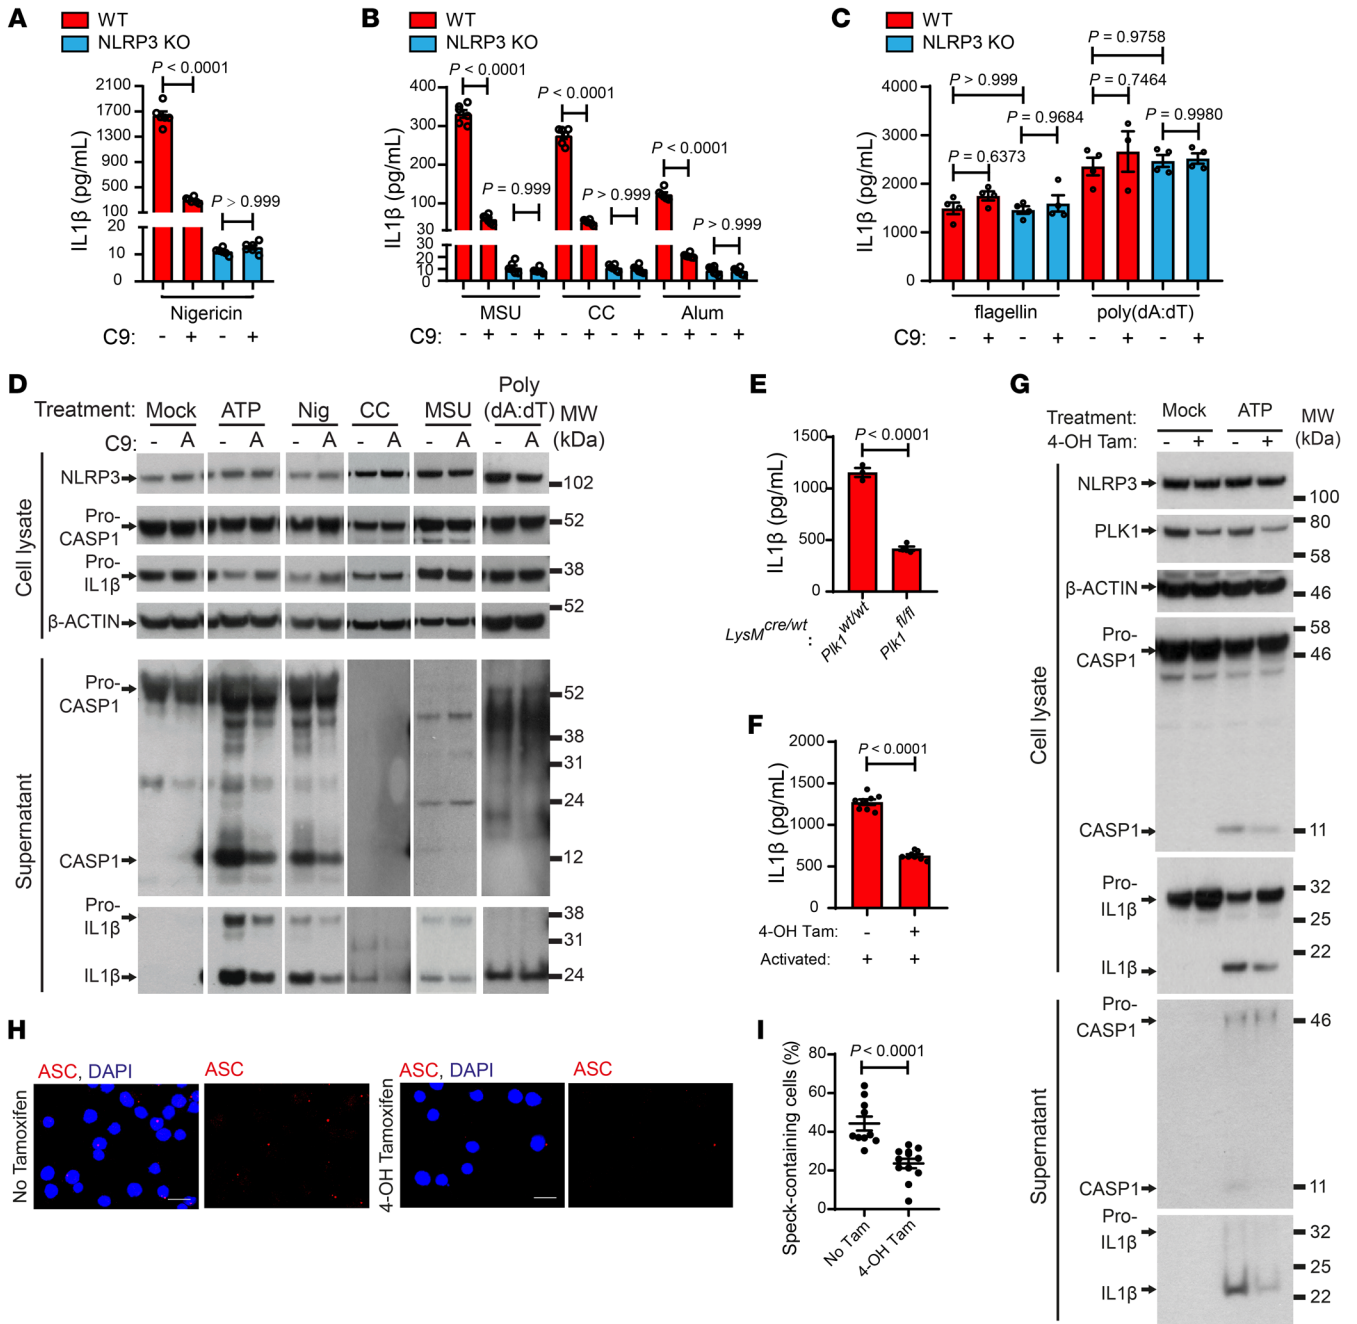 A
WT
NLRP3 KO
P < 0.0001
P > 0.999
IL1β (pg/mL)
2100
1700
1300
900
500
100
20
10
0
Nigericin
C9: - + - +
B
WT
NLRP3 KO
P < 0.0001
P < 0.0001
P < 0.0001
P = 0.999
P > 0.999
P > 0.999
IL1β (pg/mL)
400
300
200
100
30
30
20
10
0
MSU CC Alum
C9: - + - + - + - + - + - +
C
WT
NLRP3 KO
P = 0.9758
P > 0.999
P = 0.7464
P = 0.9684
P = 0.9980
P = 0.6373
IL1β (pg/mL)
4000
3000
2000
1000
0
flagellin poly(dA:dT)
C9: - + - + - + - +
D
Treatment: Mock ATP Nig CC MSU Poly (dA:dT) MW (kDa)
C9: - A - A - A - A - A - A
Cell lysate
NLRP3 102
Pro-CASP1 52
Pro-IL1β 38
β-ACTIN 52
Supernatant
Pro-CASP1 52
38
31
24
CASP1 12
Pro-IL1β 38
31
IL1β 24
E
P < 0.0001
IL1β (pg/mL)
1500
1000
500
0
LysM cre/wt : Plk1 wt/wt Plk1 fl/fl
F
P < 0.0001
IL1β (pg/mL)
2000
1500
1000
500
0
4-OH Tam: - +
Activated: + +
G
Treatment: Mock ATP MW (kDa)
4-OH Tam: - + - +
Cell lysate
NLRP3 100
PLK1 80
58
β-ACTIN 46
Pro-CASP1 58
46
CASP1 11
Pro-IL1β 32
25
22
IL1β
Supernatant
Pro-CASP1 46
CASP1 11
Pro-IL1β 32
25
IL1β 22
H
No Tamoxifen
ASC, DAPI ASC
4-OH Tamoxifen
ASC, DAPI ASC
I
P < 0.0001
Speck-containing cells (%)
80
60
40
20
0
No Tam 4-OH Tam